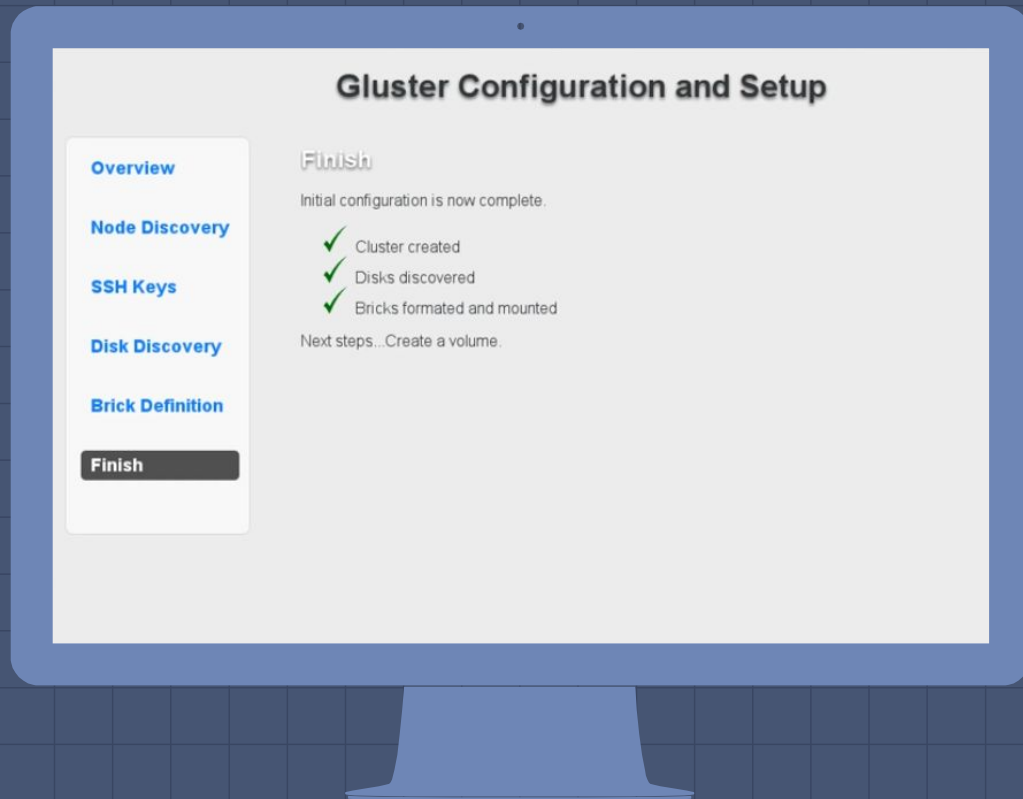 Gluster Configuration and Setup
Overview
Node Discovery
SSH Keys
Disk Discovery
Brick Definition
Finish
Finish
Initial configuration is now complete.
Cluster created
Disks discovered
Bricks formated and mounted
Next steps...Create a volume.